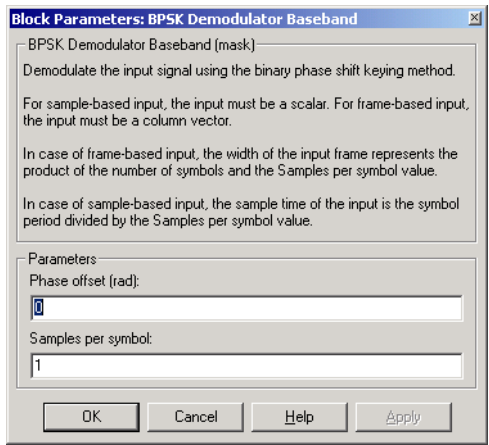 Block Parameters: BPSK Demodulator Baseband
BPSK Demodulator Baseband (mask)
Demodulate the input signal using the binary phase shift keying method.
For sample-based input, the input must be a scalar. For frame-based input,
the input must be a column vector.
In case of frame-based input, the width of the input frame represents the
product of the number of symbols and the Samples per symbol value.
In case of sample-based input, the sample time of the input is the symbol
period divided by the Samples per symbol value.
Parameters
Phase offset (rad):
0
Samples per symbol:
1
OK Cancel Help Apply